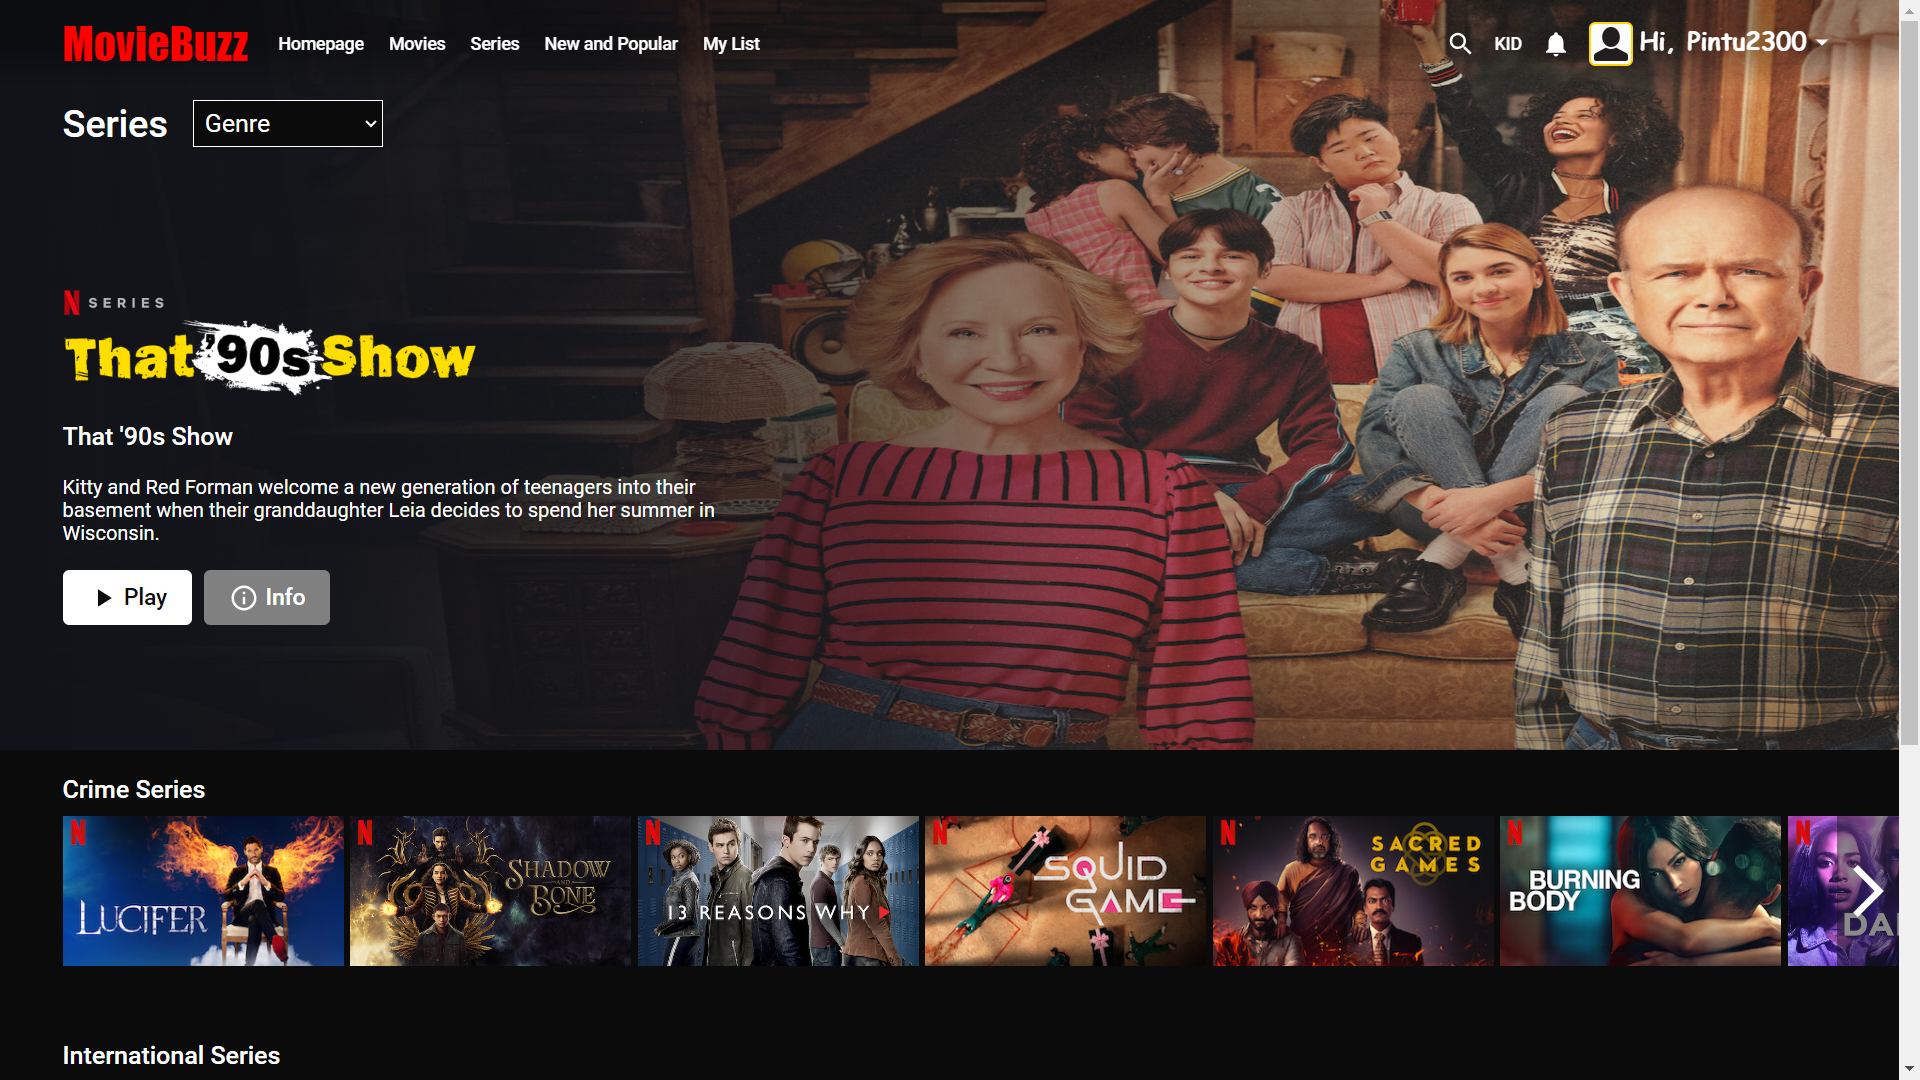 MovieBuzz Homepage Movies Series New and Popular My List KID Hi, Pintu2300
Series Genre
N SERIES
That '90s Show
That '90s Show
Kitty and Red Forman welcome a new generation of teenagers into their
basement when their granddaughter Leia decides to spend her summer in
Wisconsin.
Play Info
Crime Series
N LUCIFER
N SHADOW AND BONE
N 13 REASONS WHY
N SQUID GAME
N SACRED GAMES
N BURNING BODY
N DA
International Series